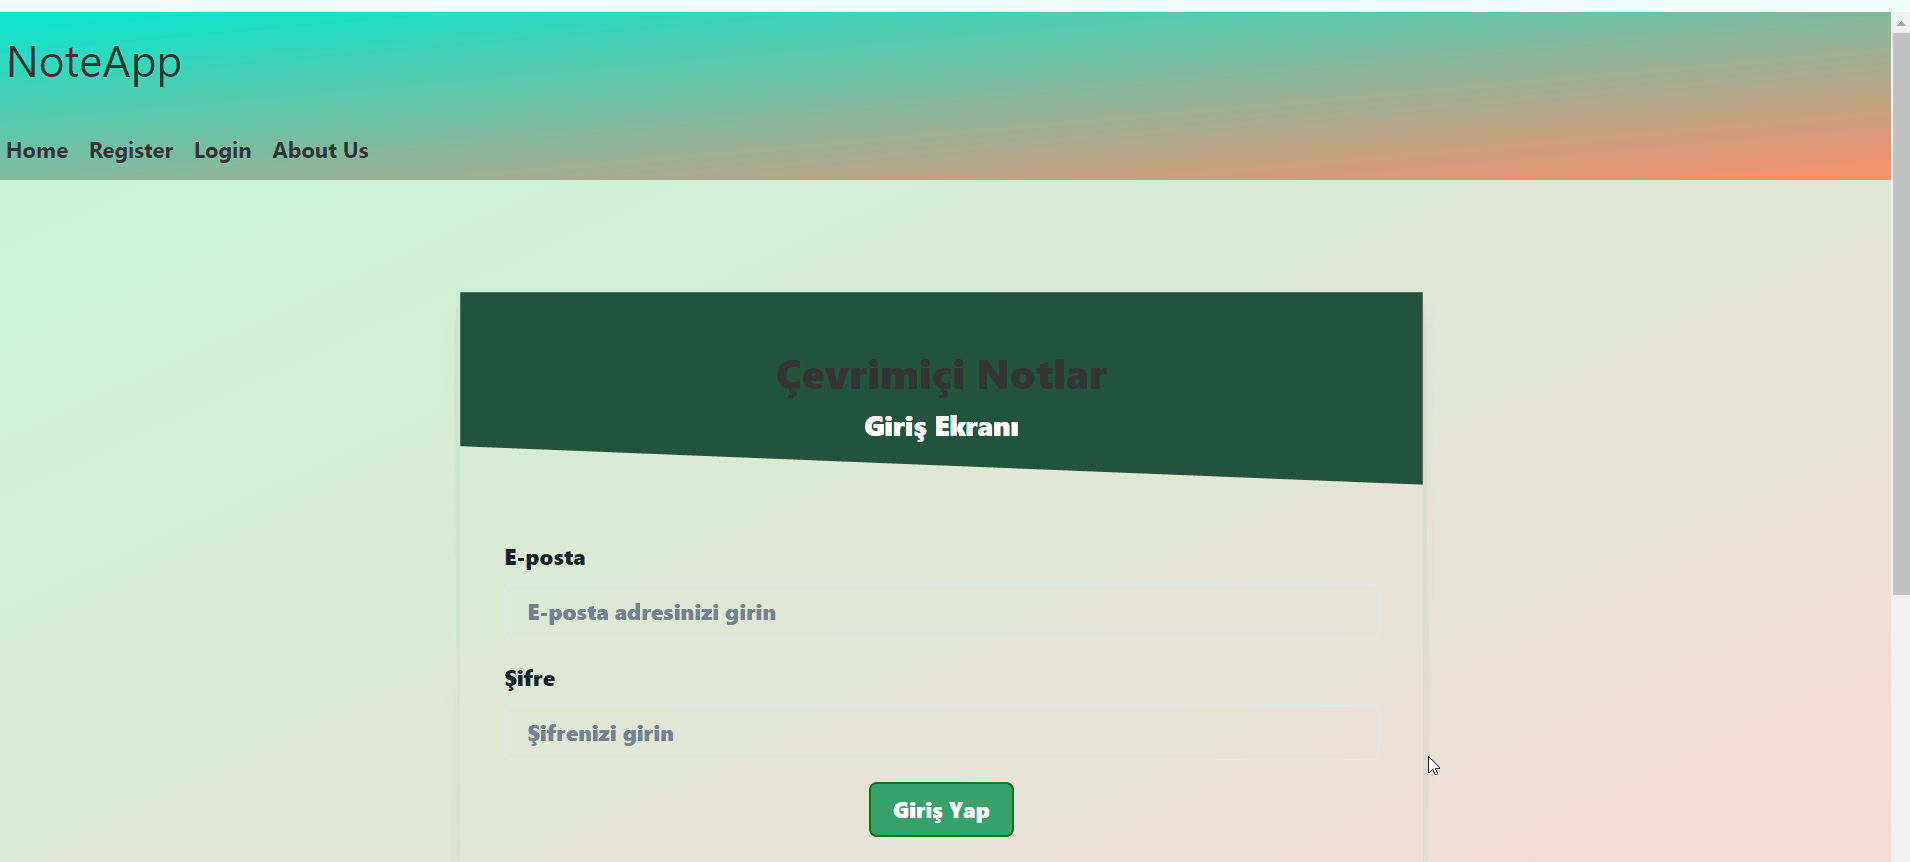 NoteApp
Home Register Login About Us
Çevrimiçi Notlar
Giriş Ekranı
E-posta
E-posta adresinizi girin
Şifre
Şifrenizi girin
Giriş Yap